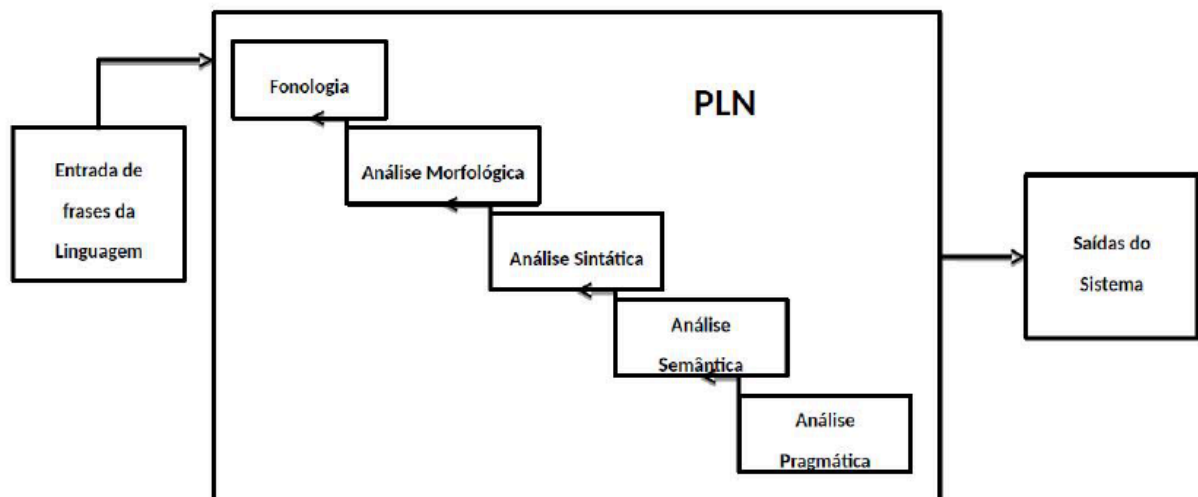 Fonologia
PLN
Entrada de
frases da
Linguagem
Análise Morfológica
Análise Sintática
Análise
Semântica
Análise
Pragmática
Saídas do
Sistema